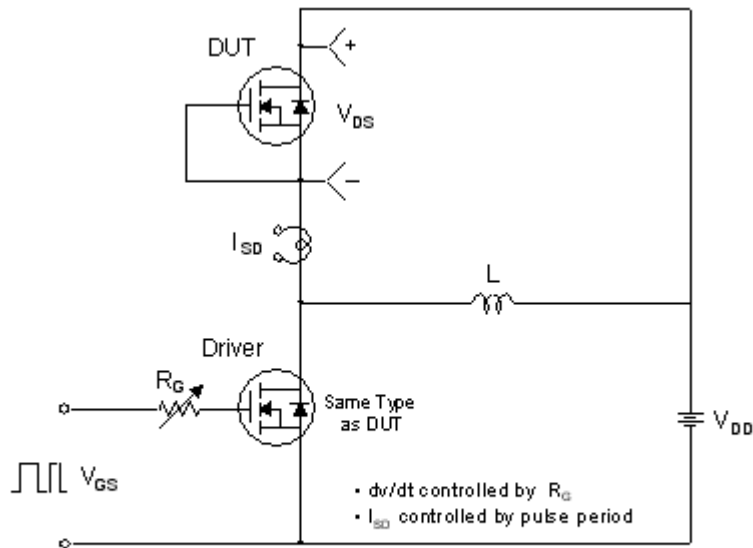 DUT
+
V_DS
−
I_SD
L
Driver
R_G
Same Type
as DUT
V_DD
V_GS
• dv/dt controlled by R_G
• I_SD controlled by pulse period